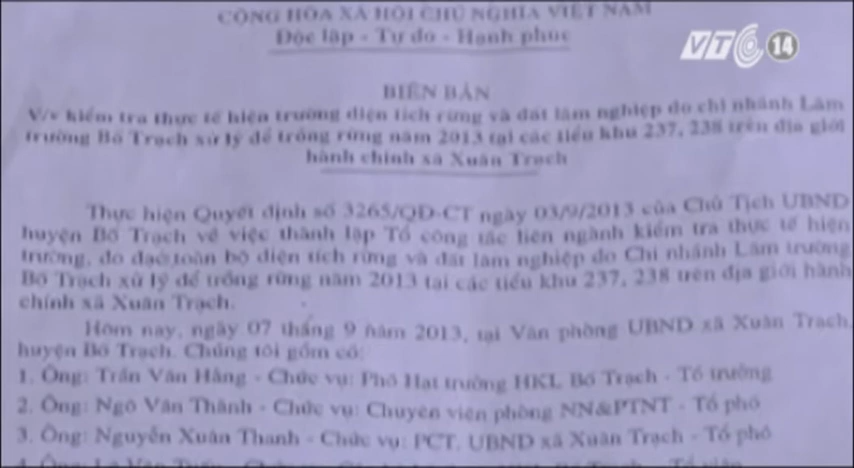 CỘNG HÒA XÃ HỘI CHỦ NGHĨA VIỆT NAM
Độc lập - Tự do - Hạnh phúc
VTC 14
BIÊN BẢN
V/v kiểm tra thực tế hiện trường diện tích rừng và đất lâm nghiệp do chi nhánh Lâm
trường Bố Trạch xử lý để trồng rừng năm 2013 tại các tiểu khu 237, 238 trên địa giới
hành chính xã Xuân Trạch
Thực hiện Quyết định số 3265/QĐ-CT ngày 03/9/2013 của Chủ Tịch UBND
huyện Bố Trạch về việc thành lập Tổ công tác liên ngành kiểm tra thực tế hiện
trường, đo đạc toàn bộ diện tích rừng và đất lâm nghiệp do Chi nhánh Lâm trường
Bố Trạch xử lý để trồng rừng năm 2013 tại các tiểu khu 237, 238 trên địa giới hành
chính xã Xuân Trạch.
Hôm nay, ngày 07 tháng 9 năm 2013, tại Văn phòng UBND xã Xuân Trạch,
huyện Bố Trạch. Chúng tôi gồm có:
1. Ông: Trần Văn Hằng - Chức vụ: Phó Hạt trưởng HKL Bố Trạch - Tổ trưởng
2. Ông: Ngô Văn Thành - Chức vụ: Chuyên viên phòng NN&PTNT - Tổ phó
3. Ông: Nguyễn Xuân Thanh - Chức vụ: PCT. UBND xã Xuân Trạch - Tổ phó